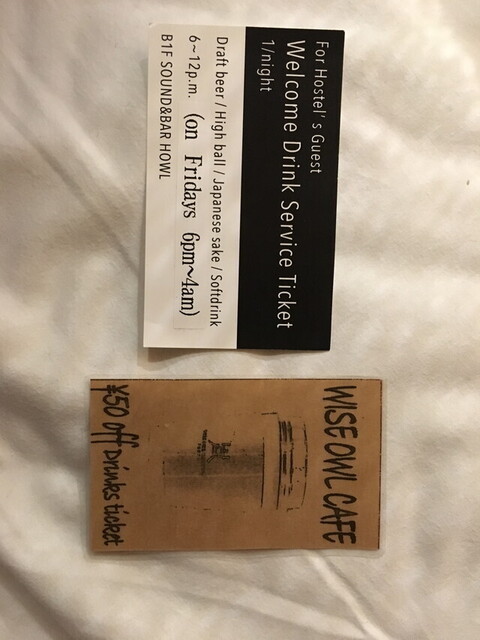 For Hostel's Guest
Welcome Drink Service Ticket
1/night
Draft beer / High ball / Japanese sake / Softdrink
6~12p.m. (on Fridays 6pm~4am)
B1F SOUND&BAR HOWL
WISE OWL CAFE
¥50 off Drinks ticket